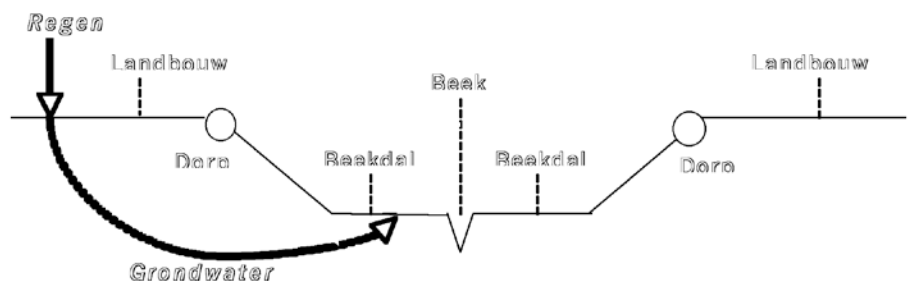 Regen
Landbouw
Landbouw
Beek
Dorp
Beekdal
Beekdal
Dorp
Grondwater